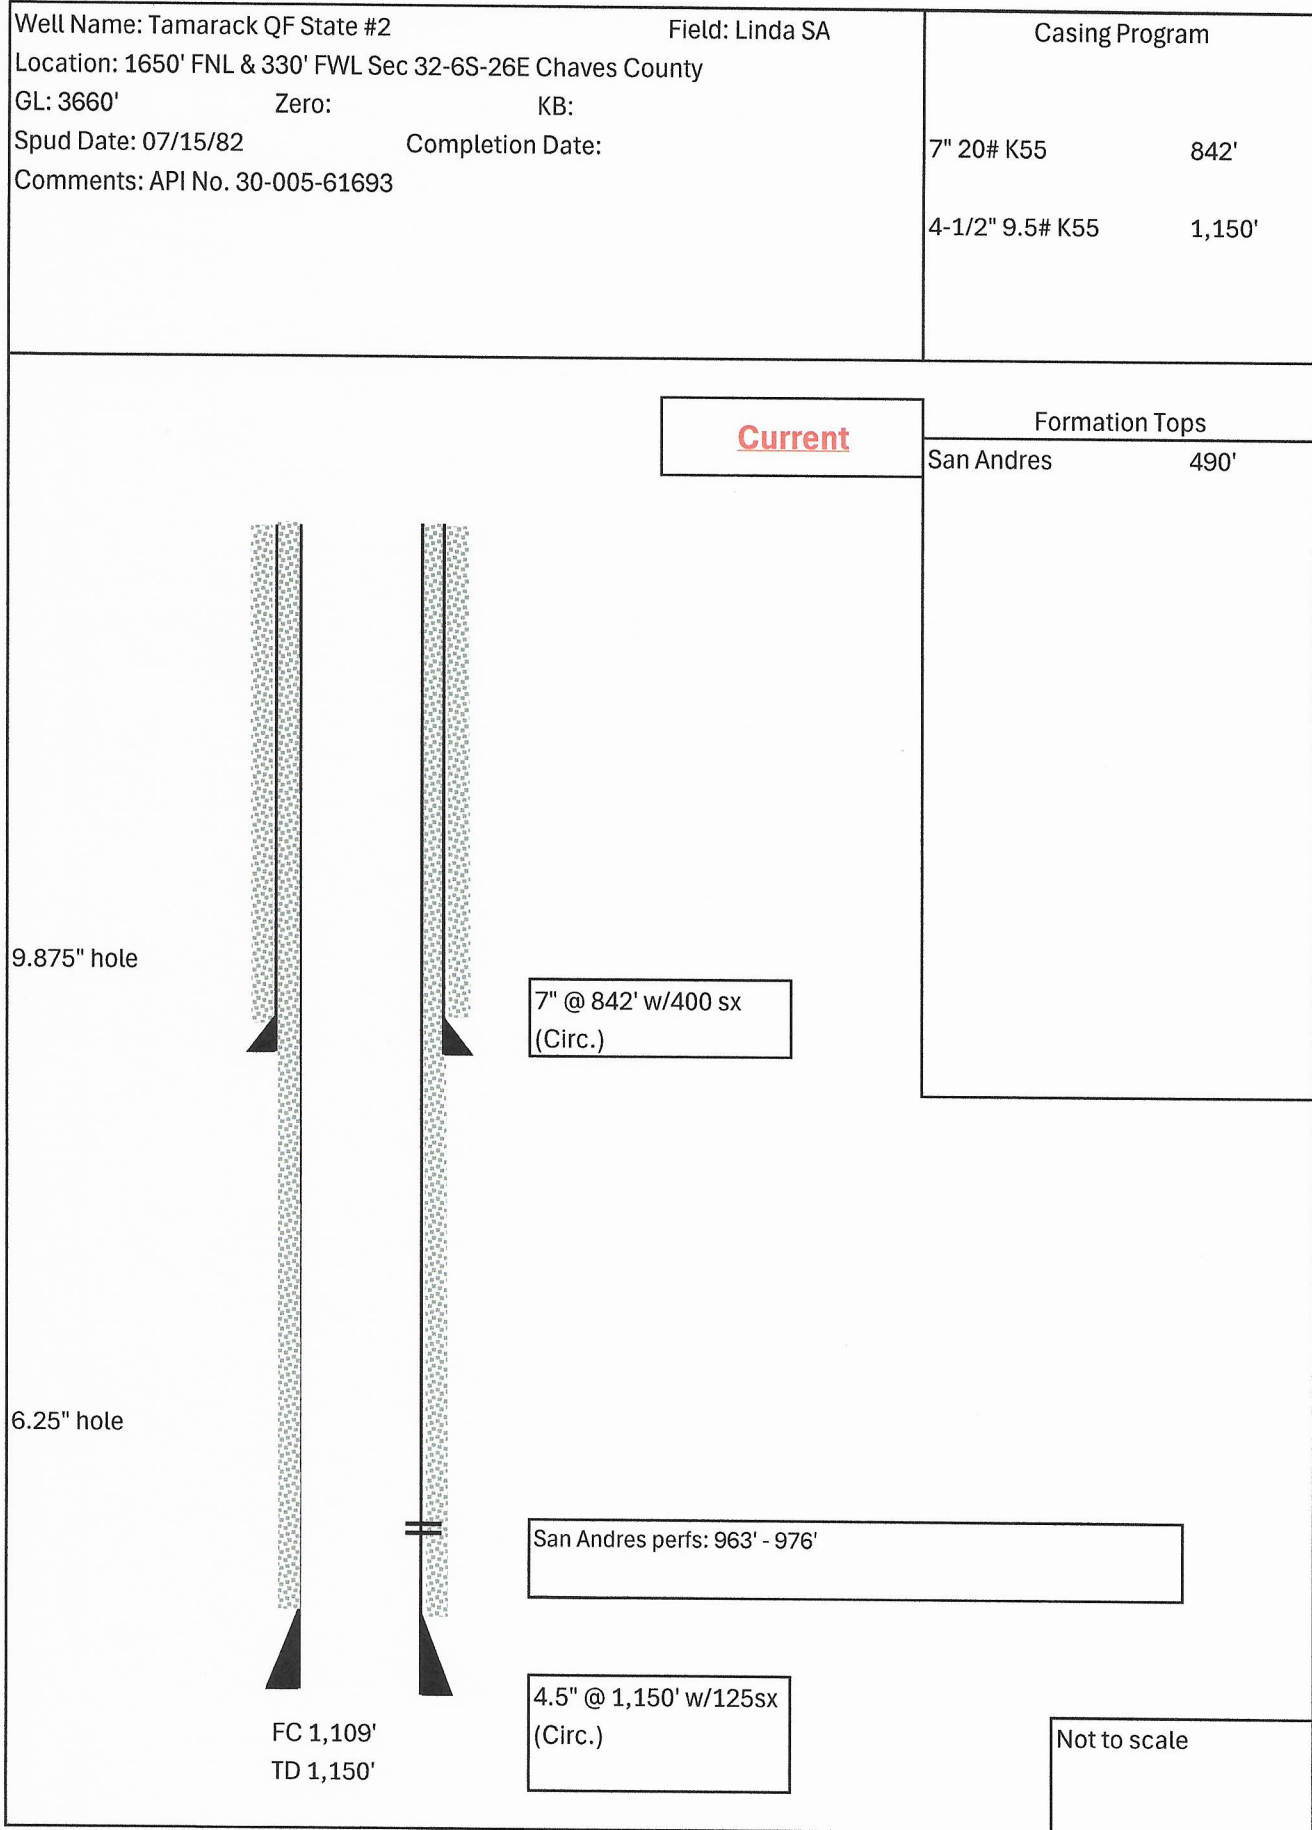 Well Name: Tamarack QF State #2 Field: Linda SA
Location: 1650' FNL & 330' FWL Sec 32-6S-26E Chaves County
GL: 3660' Zero: KB:
Spud Date: 07/15/82 Completion Date:
Comments: API No. 30-005-61693
Casing Program
7" 20# K55 842'
4-1/2" 9.5# K55 1,150'
Current
Formation Tops
San Andres 490'
9.875" hole
7" @ 842' w/400 sx
(Circ.)
6.25" hole
San Andres perfs: 963' - 976'
4.5" @ 1,150' w/125sx
(Circ.)
FC 1,109'
TD 1,150'
Not to scale